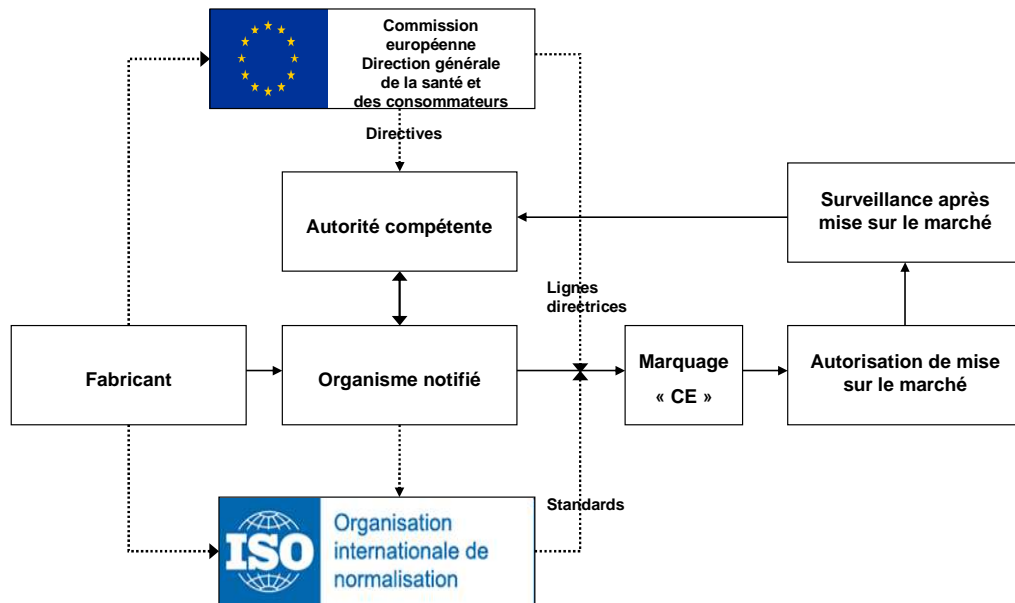 Commission
européenne
Direction générale
de la santé et
des consommateurs
Directives
Autorité compétente
Surveillance après
mise sur le marché
Lignes
directrices
Fabricant
Organisme notifié
Marquage
« CE »
Autorisation de mise
sur le marché
Standards
ISO
Organisation
internationale de
normalisation